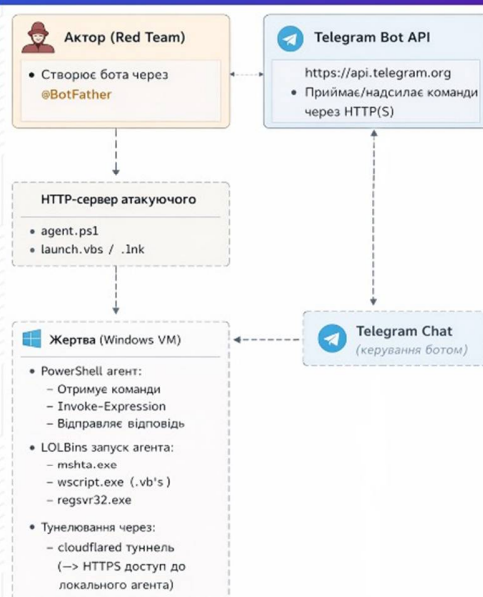 Актор (Red Team)
• Створює бота через
@BotFather
Telegram Bot API
https://api.telegram.org
• Приймає/надсилає команди
через HTTP(S)
HTTP-сервер атакуючого
• agent.ps1
• launch.vbs / .lnk
Жертва (Windows VM)
• PowerShell агент:
– Отримує команди
– Invoke-Expression
– Відправляє відповідь
• LOLBins запуск агента:
– mshta.exe
– wscript.exe (.vb's)
– regsvr32.exe
• Тунелювання через:
– cloudflared туннель
(—> HTTPS доступ до
локального агента)
Telegram Chat
(керування ботом)